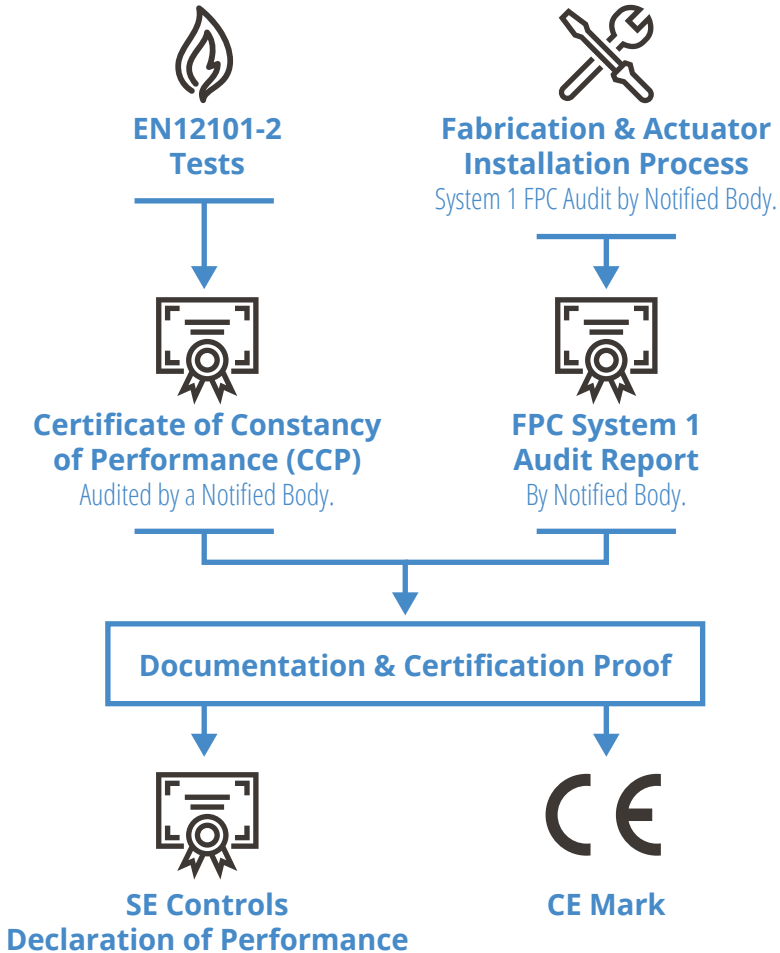 EN12101-2
Tests
Fabrication & Actuator
Installation Process
System 1 FPC Audit by Notified Body.
Certificate of Constancy
of Performance (CCP)
Audited by a Notified Body.
FPC System 1
Audit Report
By Notified Body.
Documentation & Certification Proof
SE Controls
Declaration of Performance
CE
CE Mark